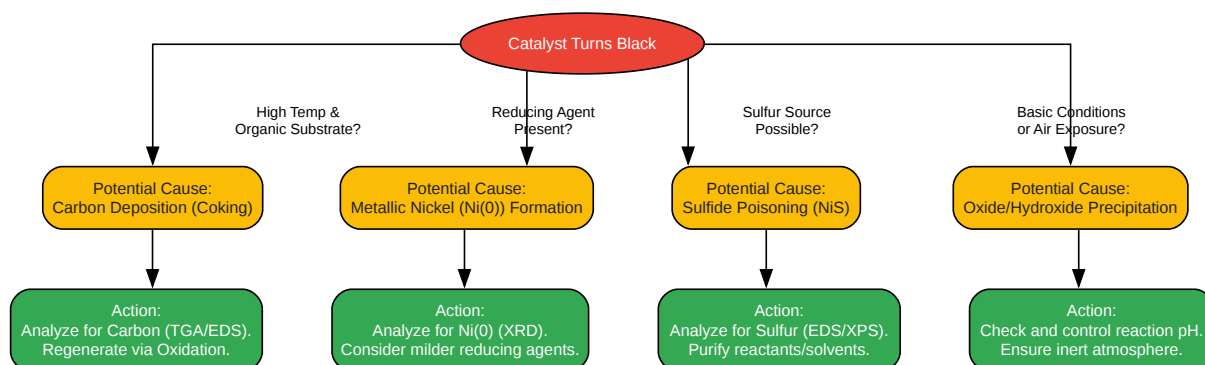 Catalyst Turns Black
High Temp &
Organic Substrate?
Reducing Agent
Present?
Sulfur Source
Possible?
Basic Conditions
or Air Exposure?
Potential Cause:
Carbon Deposition (Coking)
Potential Cause:
Metallic Nickel (Ni(0)) Formation
Potential Cause:
Sulfide Poisoning (NiS)
Potential Cause:
Oxide/Hydroxide Precipitation
Action:
Analyze for Carbon (TGA/EDS).
Regenerate via Oxidation.
Action:
Analyze for Ni(0) (XRD).
Consider milder reducing agents.
Action:
Analyze for Sulfur (EDS/XPS).
Purify reactants/solvents.
Action:
Check and control reaction pH.
Ensure inert atmosphere.